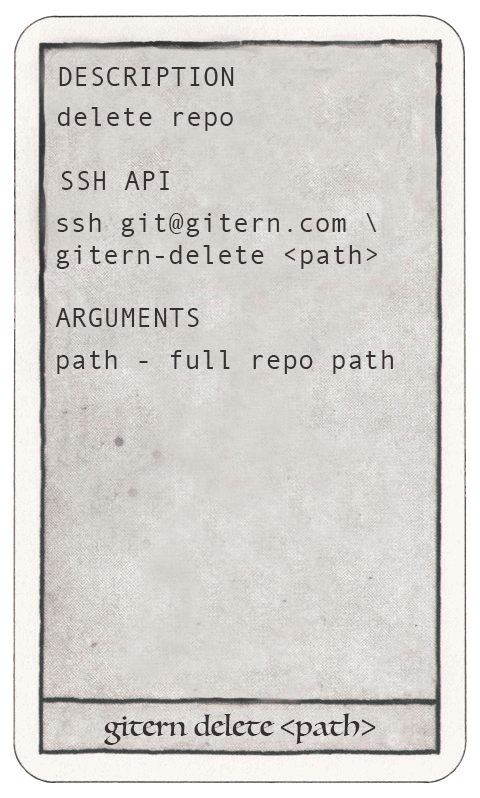 DESCRIPTION
delete repo
SSH API
ssh git@gitern.com \
gitern-delete <path>
ARGUMENTS
path - full repo path
gitern delete <path>